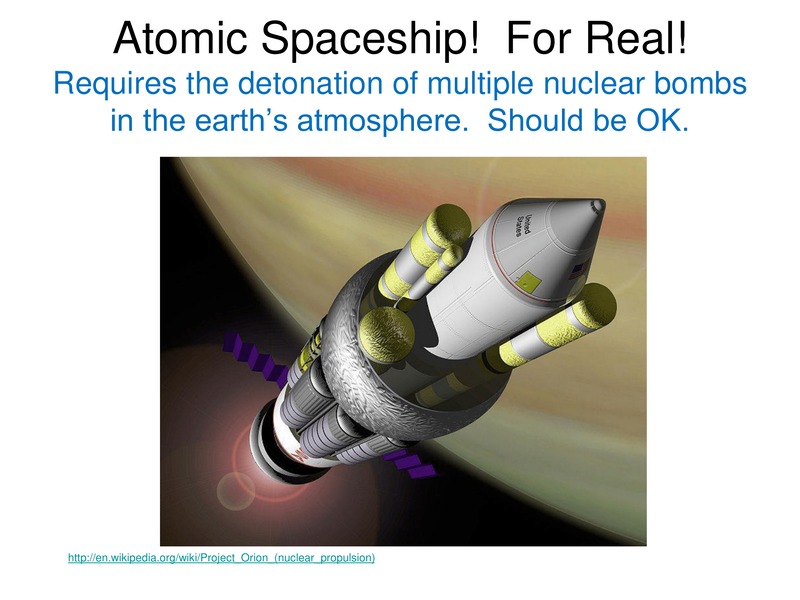 Atomic Spaceship!  For Real!
Requires the detonation of multiple nuclear bombs
in the earth’s atmosphere.  Should be OK.
United
States
http://en.wikipedia.org/wiki/Project_Orion_(nuclear_propulsion)